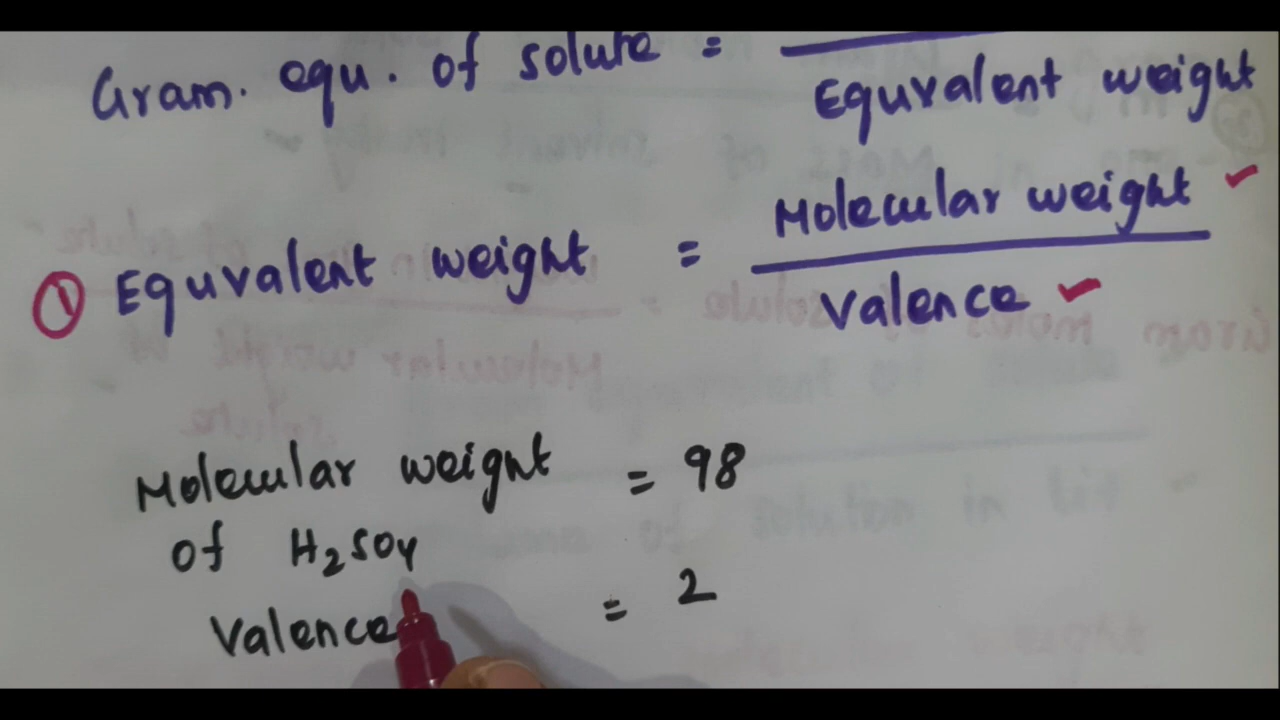 Gram. equ. of solute =
Equvalent weight
① Equvalent weight = Molecular weight
Valence
Molecular weight = 98
of H₂SO₄
Valence = 2